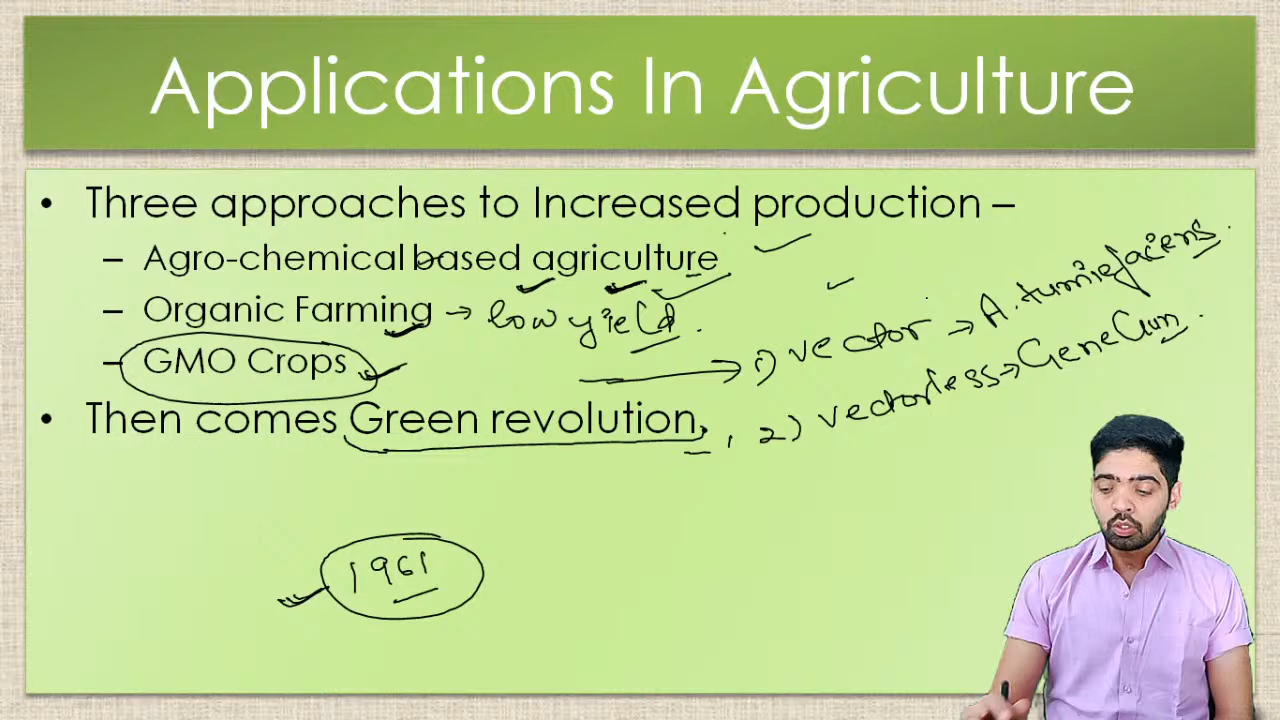 Applications In Agriculture
• Three approaches to Increased production –
– Agro-chemical based agriculture
– Organic Farming → low yield.
– GMO Crops
→ 1) vector → A. tumiefaciens.
2) vectorless → Gene Gun.
• Then comes Green revolution,
1961